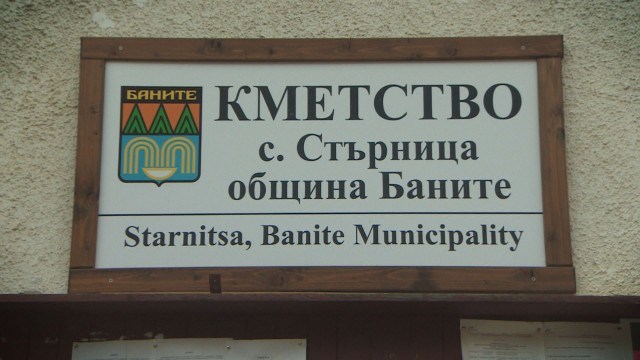 БАНИТЕ
КМЕТСТВО
с. Стърница
община Баните
Starnitsa, Banite Municipality